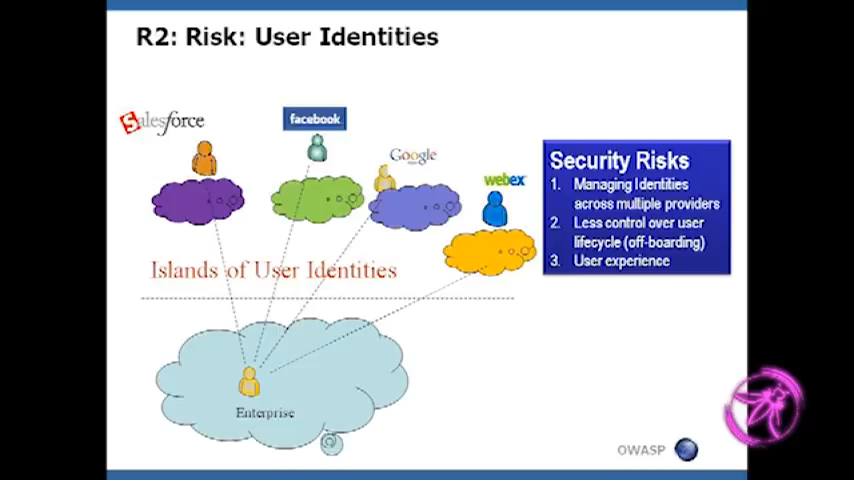 R2: Risk: User Identities
Salesforce
facebook
Google
webex
Security Risks
1. Managing Identities
across multiple providers
2. Less control over user
lifecycle (off-boarding)
3. User experience
Islands of User Identities
Enterprise
@
OWASP